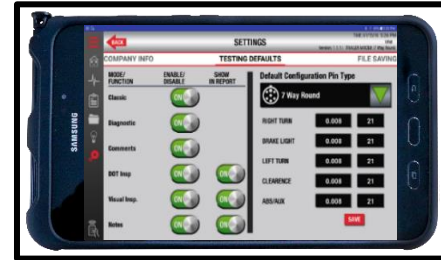 BACK
SETTINGS
COMPANY INFO
TESTING DEFAULTS
FILE SAVING
MODE/ FUNCTION
ENABLE/ DISABLE
SHOW IN REPORT
Default Configuration Pin Type
Classic ON
7 Way Round
Diagnostic ON
RIGHT TURN 0.008 21
Comments ON
BRAKE LIGHT 0.008 21
LEFT TURN 0.008 21
DOT Insp ON ON
CLEARENCE 0.008 21
Visual Insp. ON ON
ABS/AUX 0.008 21
Notes ON ON
SAVE
SAMSUNG